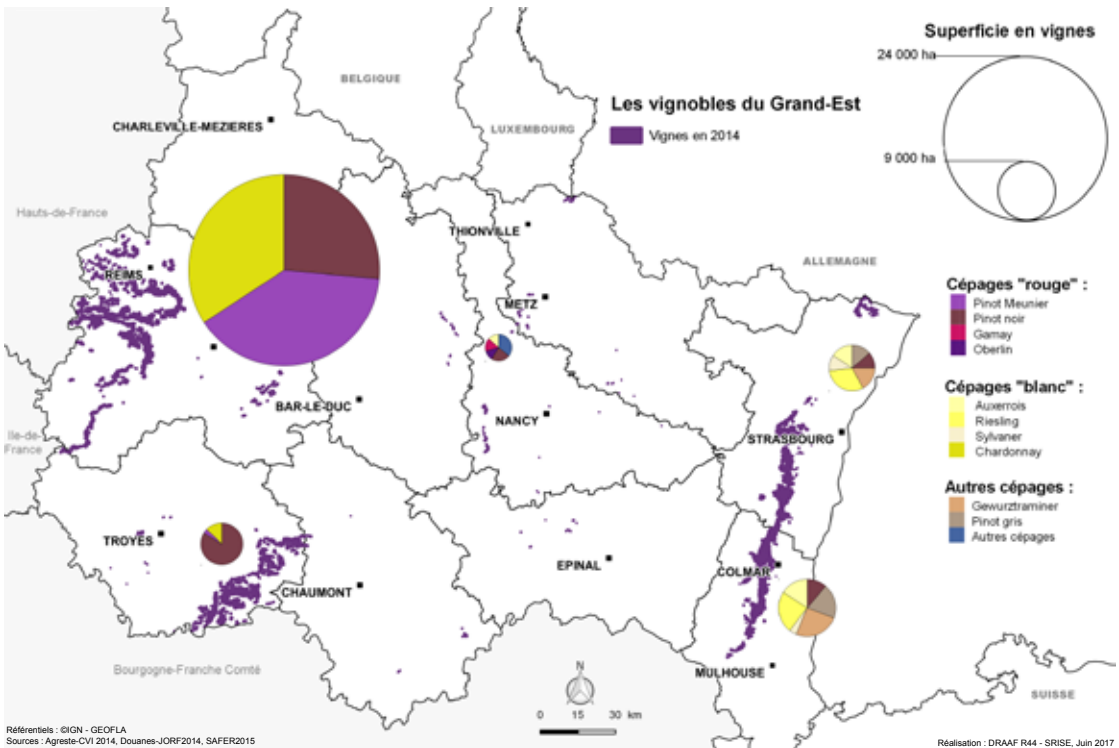 Superficie en vignes
24 000 ha
9 000 ha
Les vignobles du Grand-Est
Vignes en 2014
BELGIQUE
LUXEMBOURG
ALLEMAGNE
SUISSE
Hauts-de-France
Ile-de-
France
Bourgogne-Franche Comté
CHARLEVILLE-MEZIERES
THIONVILLE
REIMS
METZ
BAR-LE-DUC
NANCY
STRASBOURG
TROYES
CHAUMONT
EPINAL
COLMAR
MULHOUSE
Cépages "rouge" :
Pinot Meunier
Pinot noir
Gamay
Oberlin
Cépages "blanc" :
Auxerrois
Riesling
Sylvaner
Chardonnay
Autres cépages :
Gewurztraminer
Pinot gris
Autres cépages
N
0 15 30 km
Référentiels : ©IGN - GEOFLA
Sources : Agreste-CVI 2014, Douanes-JORF2014, SAFER2015
Réalisation : DRAAF R44 - SRISE, Juin 2017